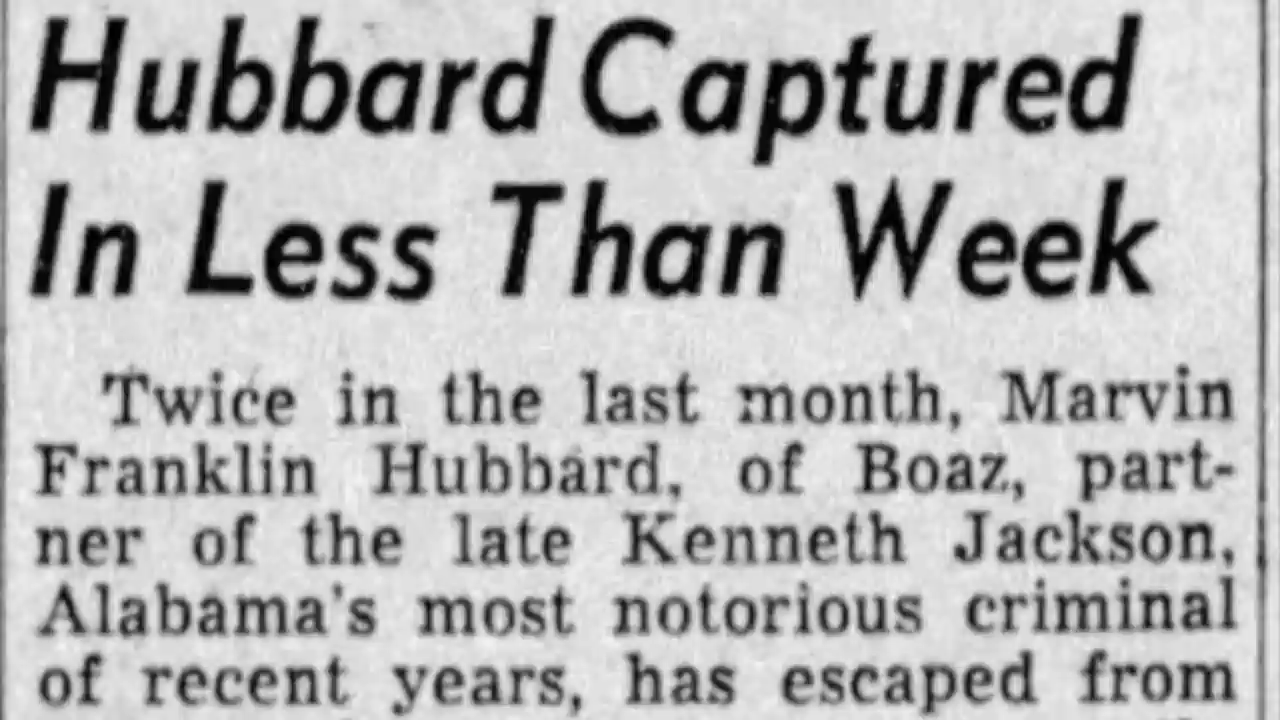 Hubbard Captured
In Less Than Week
Twice in the last month, Marvin
Franklin Hubbard, of Boaz, part-
ner of the late Kenneth Jackson,
Alabama's most notorious criminal
of recent years, has escaped from